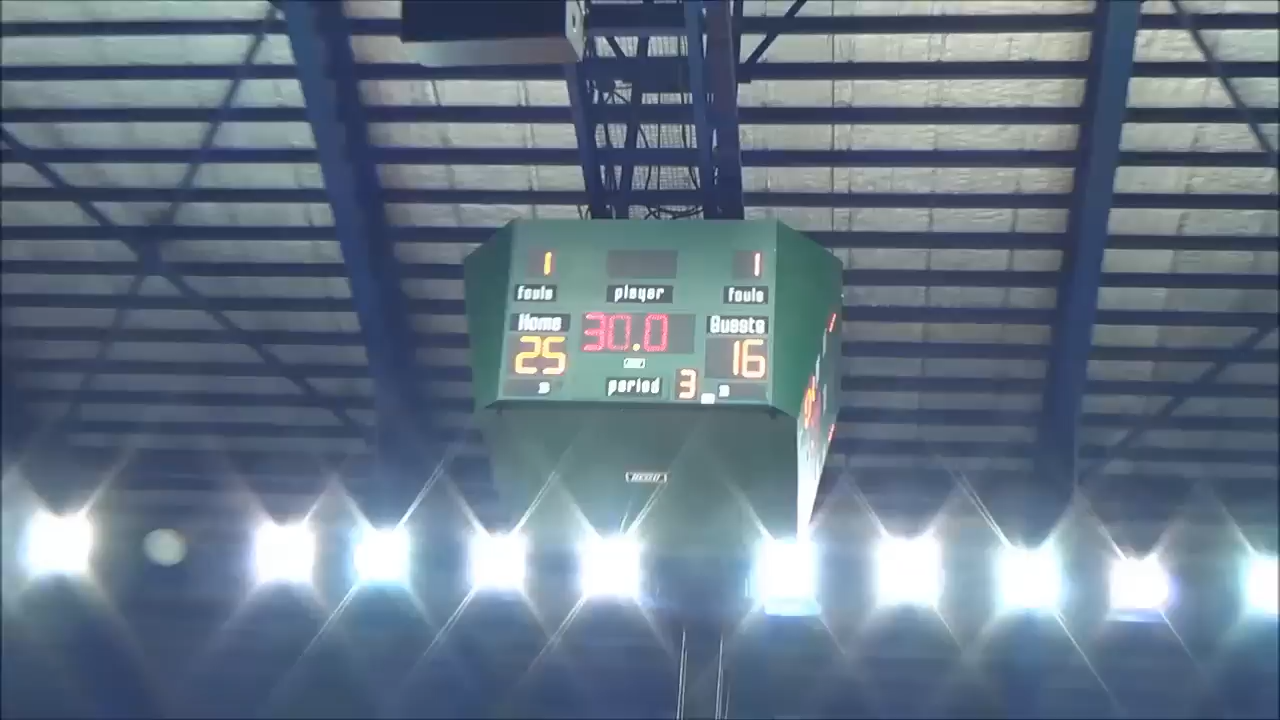 1 1
fouls player fouls
Home 30.0 Guests
25 16
period 3